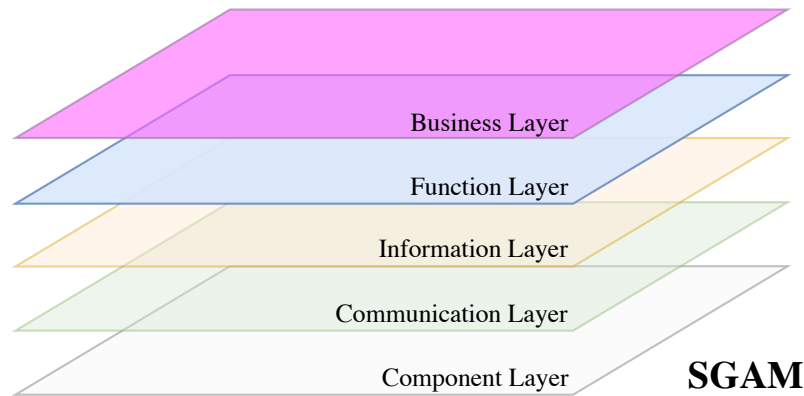 Business Layer
Function Layer
Information Layer
Communication Layer
Component Layer
SGAM